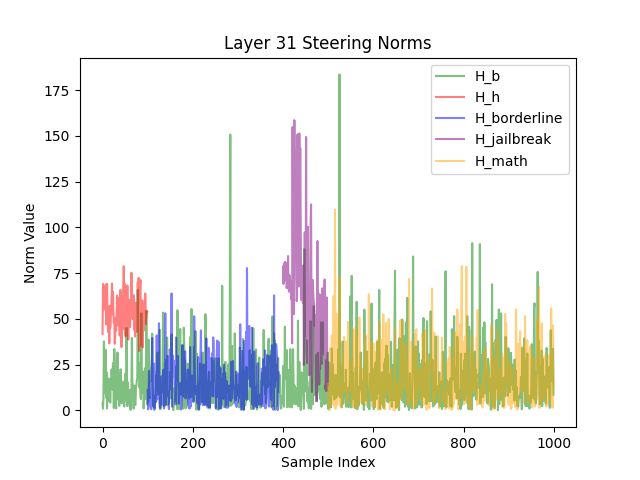 Layer 31 Steering Norms
H_b
H_h
H_borderline
H_jailbreak
H_math
Norm Value
175
150
125
100
75
50
25
0
0 200 400 600 800 1000
Sample Index